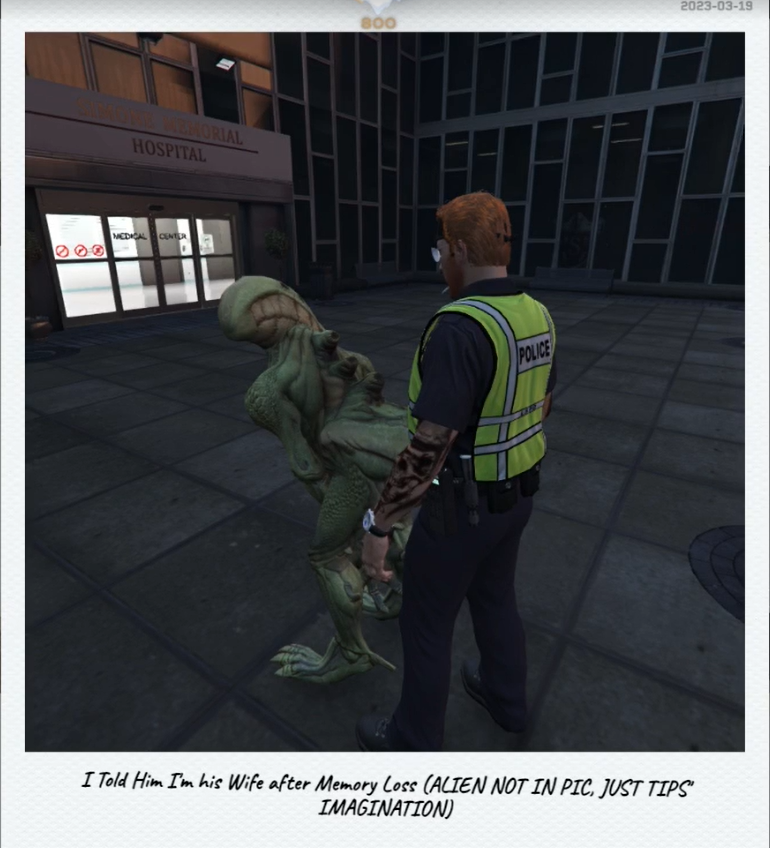 2023-03-19
800
MEMORIAL
HOSPITAL
MEDICAL CENTER
POLICE
I Told Him I'm his Wife after Memory Loss (ALIEN NOT IN PIC, JUST TIPS'
IMAGINATION)